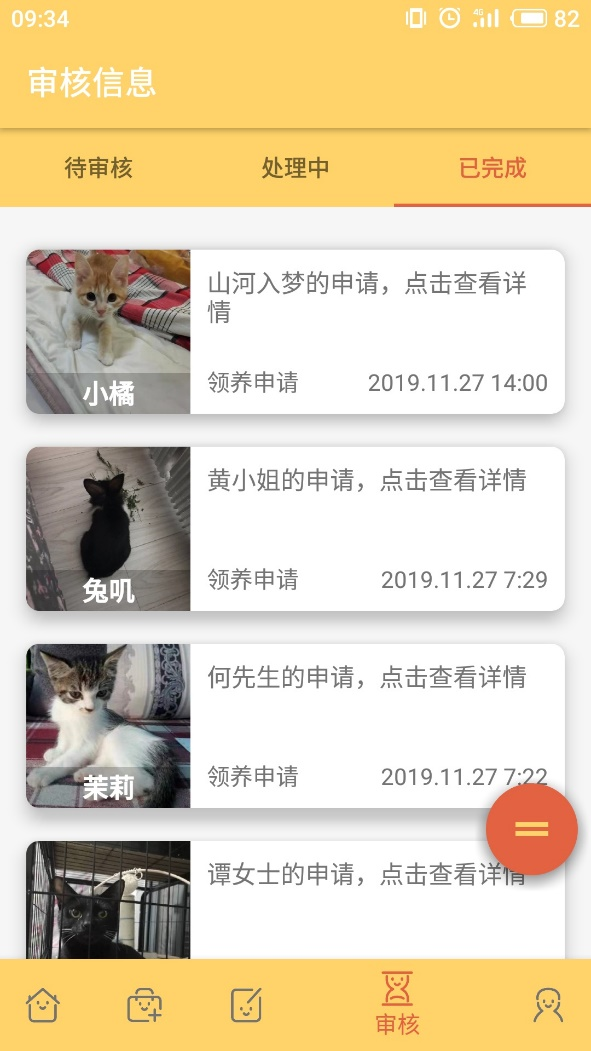 09:34
4G
82
审核信息
待审核
处理中
已完成
山河入梦的申请，点击查看详
情
小橘
领养申请
2019.11.27 14:00
黄小姐的申请，点击查看详情
兔叽
领养申请
2019.11.27 7:29
何先生的申请，点击查看详情
茉莉
领养申请
2019.11.27 7:22
谭女士的申请，点击查看详情
审核